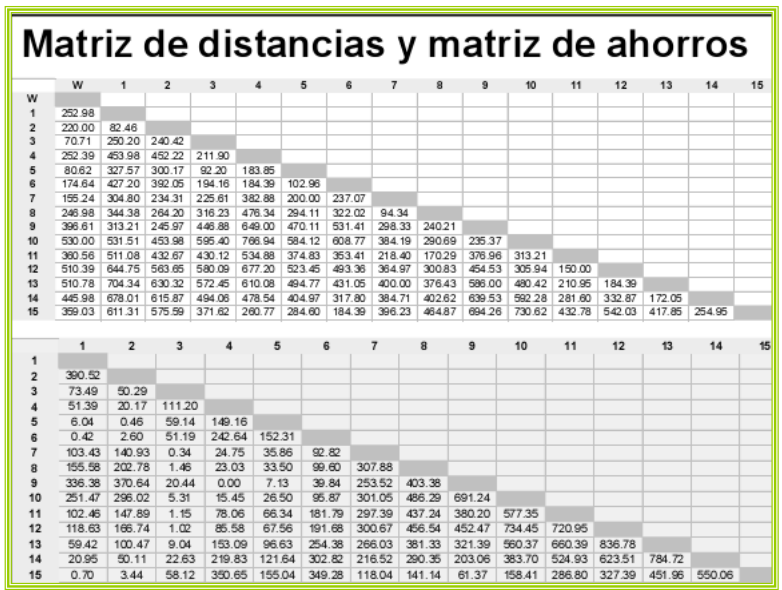 Matriz de distancias y matriz de ahorros
W 1 2 3 4 5 6 7 8 9 10 11 12 13 14 15
W
1 252.98
2 220.00 82.46
3 70.71 250.20 240.42
4 252.39 453.98 452.22 211.90
5 80.62 327.57 300.17 92.20 183.85
6 174.64 427.20 392.05 194.16 184.39 102.96
7 155.24 304.80 234.31 225.61 382.88 200.00 237.07
8 246.98 344.38 264.20 316.23 476.34 294.11 322.02 94.34
9 396.61 313.21 245.97 446.88 649.00 470.11 531.41 298.33 240.21
10 530.00 531.51 453.98 595.40 766.94 584.12 608.77 384.19 290.69 235.37
11 360.56 511.08 432.67 430.12 534.88 374.83 353.41 218.40 170.29 376.96 313.21
12 510.39 644.75 563.65 580.09 677.20 523.45 493.36 364.97 300.83 454.53 305.94 150.00
13 510.78 704.34 630.32 572.45 610.08 494.77 431.05 400.00 376.43 586.00 480.42 210.95 184.39
14 445.98 678.01 615.87 494.06 478.54 404.97 317.80 384.71 402.62 639.53 592.28 281.60 332.87 172.05
15 359.03 611.31 575.59 371.62 260.77 284.60 184.39 396.23 464.87 694.26 730.62 432.78 542.03 417.85 254.95
1 2 3 4 5 6 7 8 9 10 11 12 13 14 15
1
2 390.52
3 73.49 50.29
4 51.39 20.17 111.20
5 6.04 0.46 59.14 149.16
6 0.42 2.60 51.19 242.64 152.31
7 103.43 140.93 0.34 24.75 35.86 92.82
8 155.58 202.78 1.46 23.03 33.50 99.60 307.88
9 336.38 370.64 20.44 0.00 7.13 39.84 253.52 403.38
10 251.47 296.02 5.31 15.45 26.50 95.87 301.05 486.29 691.24
11 102.46 147.89 1.15 78.06 66.34 181.79 297.39 437.24 380.20 577.35
12 118.63 166.74 1.02 85.58 67.56 191.68 300.67 456.54 452.47 734.45 720.95
13 59.42 100.47 9.04 153.09 96.63 254.38 266.03 381.33 321.39 560.37 660.39 836.78
14 20.95 50.11 22.63 219.83 121.64 302.82 216.52 290.35 203.06 383.70 524.93 623.51 784.72
15 0.70 3.44 58.12 350.65 155.04 349.28 118.04 141.14 61.37 158.41 286.80 327.39 451.96 550.06